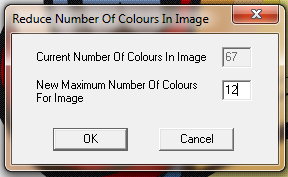 Reduce Number Of Colours In Image
Current Number Of Colours In Image 67
New Maximum Number Of Colours
For Image 12
OK Cancel